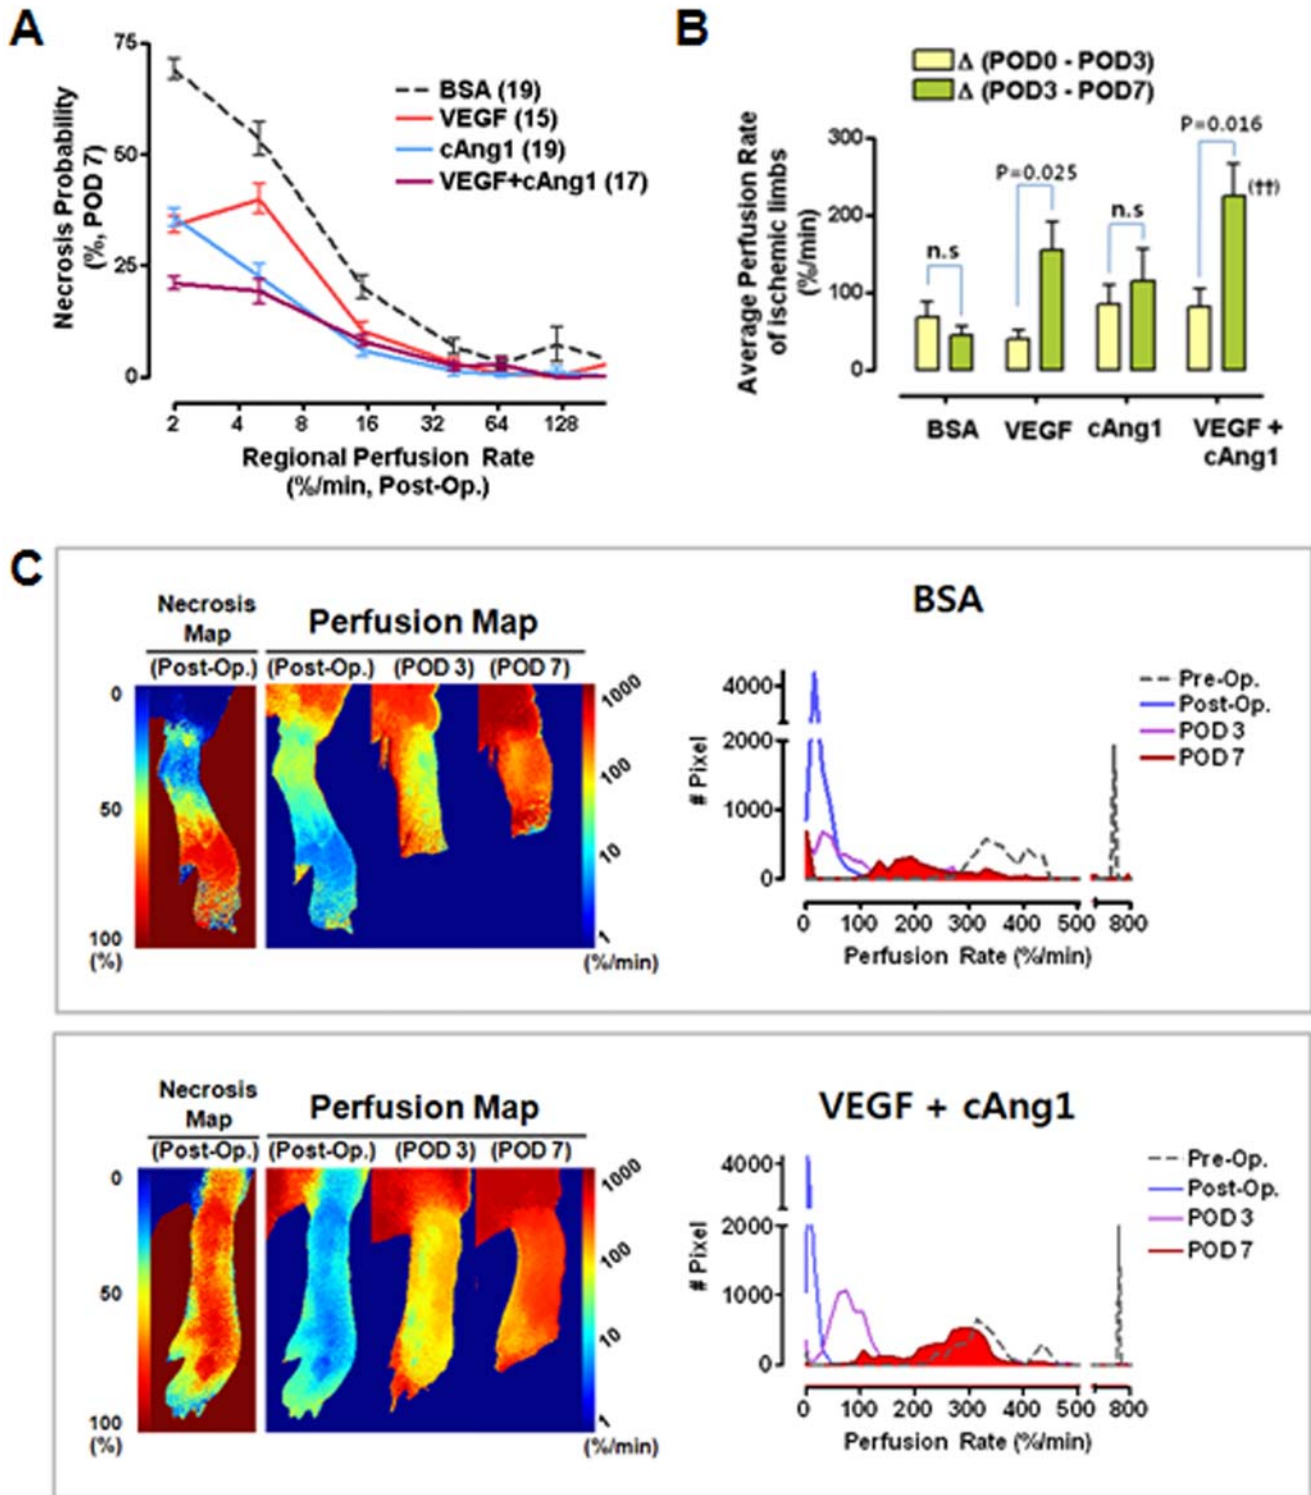 A
75
50
25
0
Necrosis Probability
(%, POD 7)
BSA (19)
VEGF (15)
cAng1 (19)
VEGF+cAng1 (17)
2 4 8 16 32 64 128
Regional Perfusion Rate
(%/min, Post-Op.)
B
Δ (POD0 - POD3)
Δ (POD3 - POD7)
Average Perfusion Rate
of ischemic limbs
(%/min)
300
200
100
0
n.s
P=0.025
n.s
P=0.016
(††)
BSA VEGF cAng1 VEGF +
cAng1
C
Necrosis
Map
Perfusion Map
(Post-Op.) (Post-Op.) (POD 3) (POD 7)
0
50
100
(%)
1000
100
10
1
(%/min)
BSA
# Pixel
4000
2000
1000
0
Pre-Op.
Post-Op.
POD 3
POD 7
0 100 200 300 400 500 800
Perfusion Rate (%/min)
Necrosis
Map
Perfusion Map
(Post-Op.) (Post-Op.) (POD 3) (POD 7)
0
50
100
(%)
1000
100
10
1
(%/min)
VEGF + cAng1
# Pixel
4000
2000
1000
0
Pre-Op.
Post-Op.
POD 3
POD 7
0 100 200 300 400 500 800
Perfusion Rate (%/min)